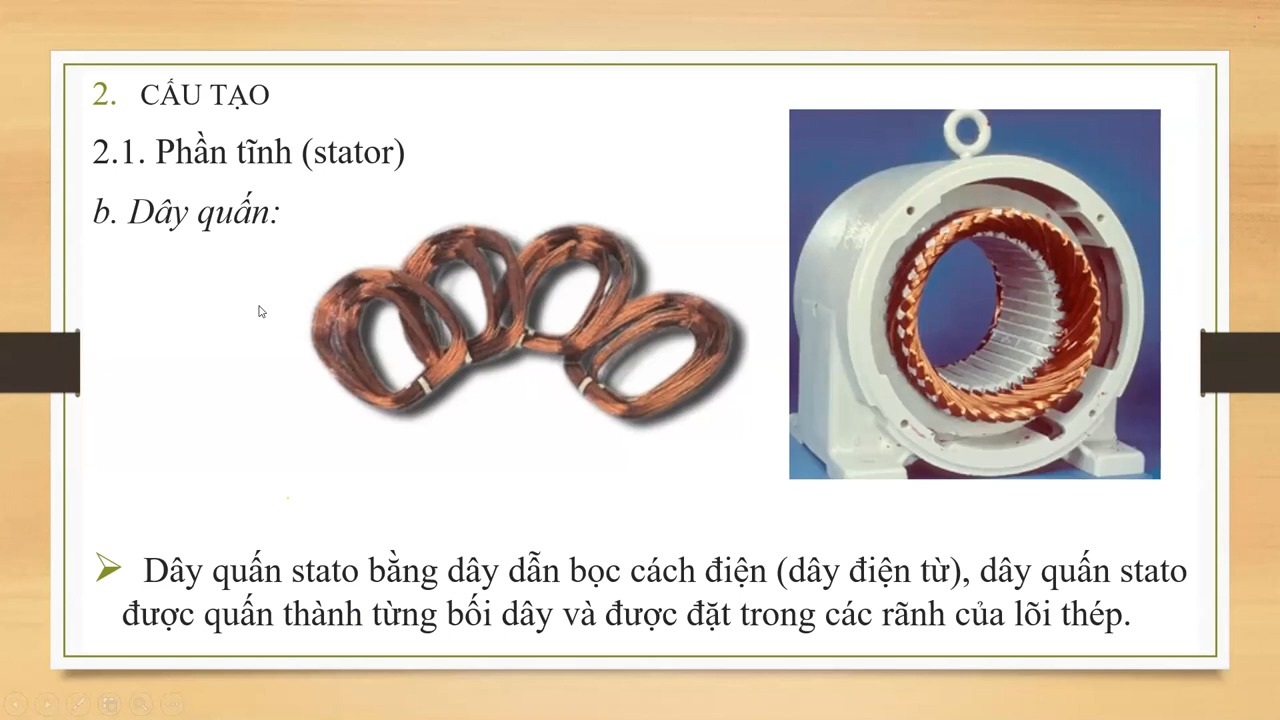 2. CẤU TẠO
2.1. Phần tĩnh (stator)
b. Dây quấn:
Dây quấn stato bằng dây dẫn bọc cách điện (dây điện từ), dây quấn stato
được quấn thành từng bối dây và được đặt trong các rãnh của lõi thép.